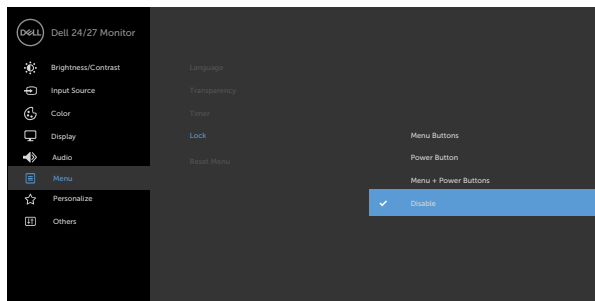 DELL
Dell 24/27 Monitor
Brightness/Contrast
Input Source
Color
Display
Audio
Menu
Personalize
Others
Language
Transparency
Timer
Lock
Reset Menu
Menu Buttons
Power Button
Menu + Power Buttons
Disable